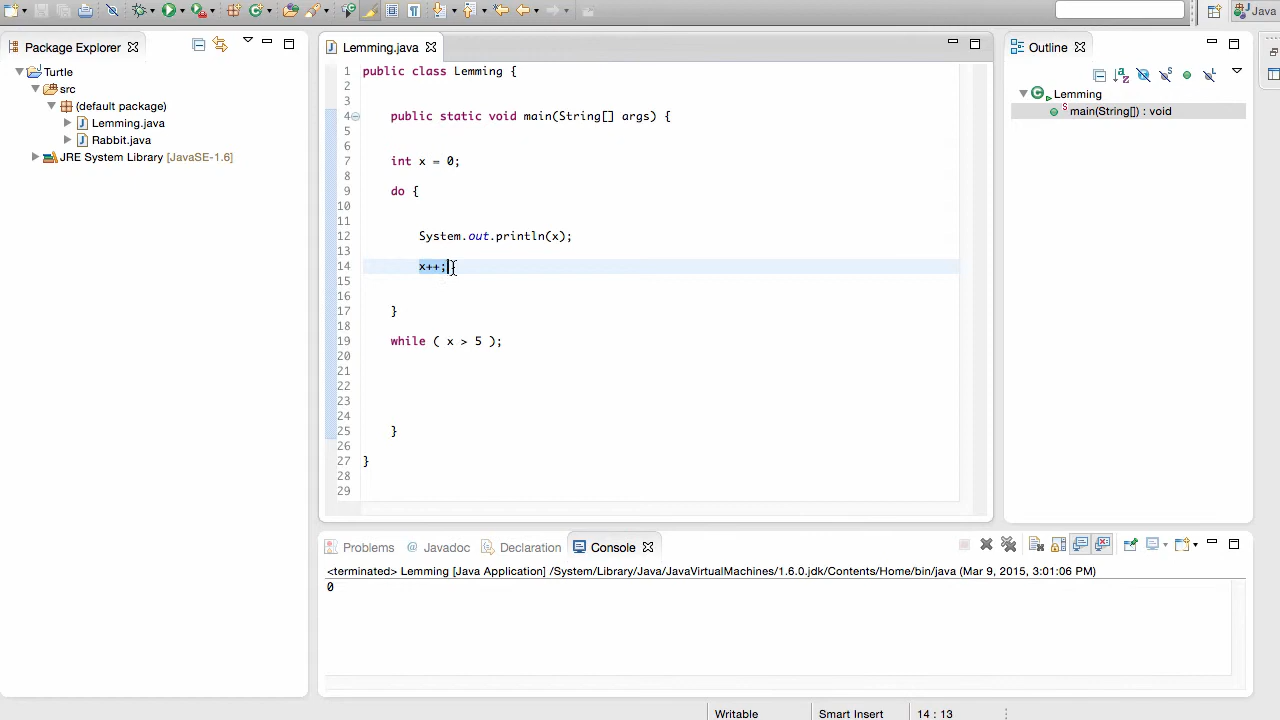 Java
Package Explorer
Turtle
src
(default package)
Lemming.java
Rabbit.java
JRE System Library [JavaSE-1.6]
Lemming.java
1 public class Lemming {
2
3
4 public static void main(String[] args) {
5
6
7 int x = 0;
8
9 do {
10
11
12 System.out.println(x);
13
14 x++;
15
16
17 }
18
19 while ( x > 5 );
20
21
22
23
24
25 }
26
27 }
28
29
Outline
Lemming
main(String[]) : void
Problems @ Javadoc Declaration Console
<terminated> Lemming [Java Application] /System/Library/Java/JavaVirtualMachines/1.6.0.jdk/Contents/Home/bin/java (Mar 9, 2015, 3:01:06 PM)
0
Writable Smart Insert 14 : 13